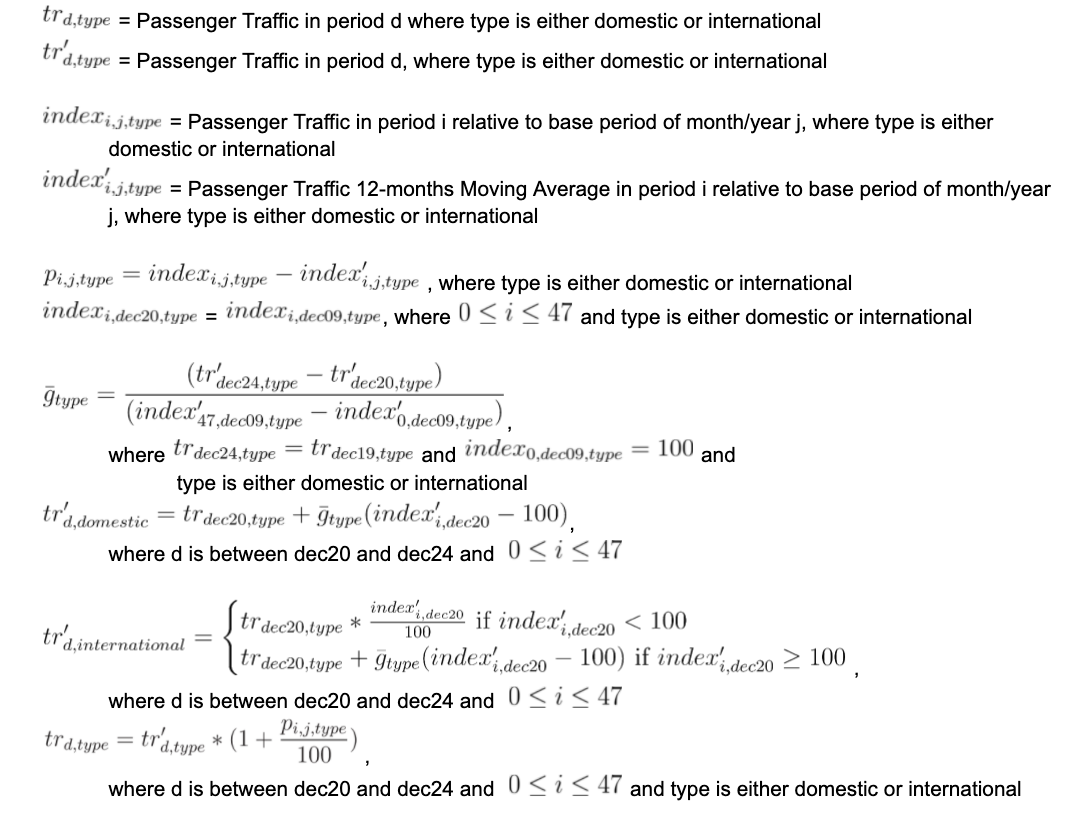 tr_{d,type} = Passenger Traffic in period d where type is either domestic or international
tr'_{d,type} = Passenger Traffic in period d, where type is either domestic or international
index_{i,j,type} = Passenger Traffic in period i relative to base period of month/year j, where type is either
domestic or international
index'_{i,j,type} = Passenger Traffic 12-months Moving Average in period i relative to base period of month/year
j, where type is either domestic or international
p_{i,j,type} = index_{i,j,type} − index'_{i,j,type} , where type is either domestic or international
index_{i,dec20,type} = index_{i,dec09,type}, where 0 ≤ i ≤ 47 and type is either domestic or international
\bar{g}_{type} = \frac{(tr'_{dec24,type} − tr'_{dec20,type})}{(index'_{47,dec09,type} − index'_{0,dec09,type})},
where tr_{dec24,type} = tr_{dec19,type} and index_{0,dec09,type} = 100 and
type is either domestic or international
tr'_{d,domestic} = tr_{dec20,type} + \bar{g}_{type}(index'_{i,dec20} − 100),
where d is between dec20 and dec24 and 0 ≤ i ≤ 47
tr'_{d,international} = \begin{cases} tr_{dec20,type} * \frac{index'_{i,dec20}}{100} if index'_{i,dec20} < 100
tr_{dec20,type} + \bar{g}_{type}(index'_{i,dec20} − 100) if index'_{i,dec20} ≥ 100 \end{cases},
where d is between dec20 and dec24 and 0 ≤ i ≤ 47
tr_{d,type} = tr'_{d,type} * (1 + \frac{p_{i,j,type}}{100}),
where d is between dec20 and dec24 and 0 ≤ i ≤ 47 and type is either domestic or international